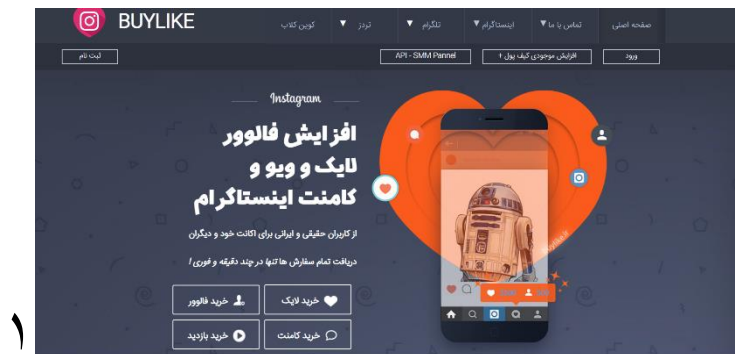 BUYLIKE
صفحه اصلی
تماس با ما ▼
اینستاگرام ▼
تلگرام ▼
تردز ▼
کوین کلاب
ورود
افزایش موجودی کیف پول +
API - SMM Pannel
ثبت نام
Instagram
افزایش فالوور
لایک و ویو و
کامنت اینستاگرام
از کاربران حقیقی و ایرانی برای اکانت خود و دیگران
دریافت تمام سفارش ها تنها در چند دقیقه و فوری !
خرید لایک
خرید فالوور
خرید کامنت
خرید بازدید
۱